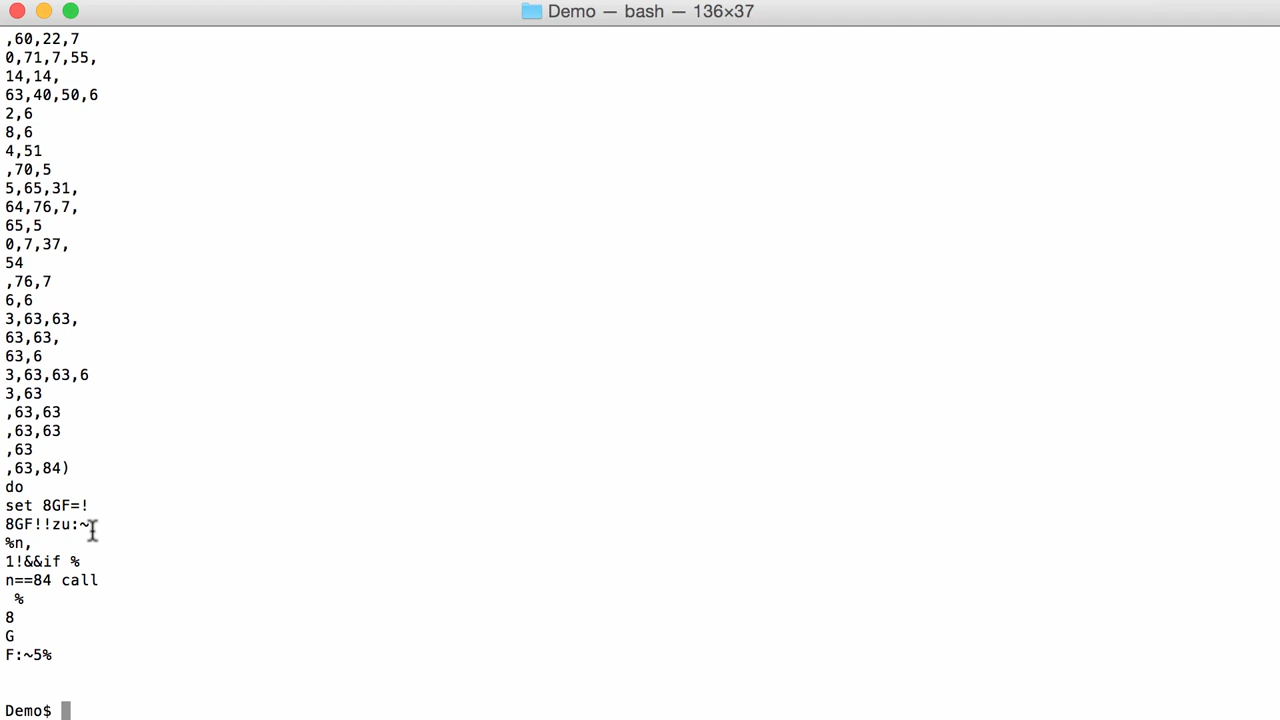 Demo — bash — 136×37
,60,22,7
0,71,7,55,
14,14,
63,40,50,6
2,6
8,6
4,51
,70,5
5,65,31,
64,76,7,
65,5
0,7,37,
54
,76,7
6,6
3,63,63,
63,63,
63,6
3,63,63,6
3,63
,63,63
,63,63
,63
,63,84)
do
set 8GF=!
8GF!!zu:~
%n,
1!&&if %
n==84 call
 %
8
G
F:~5%
Demo$